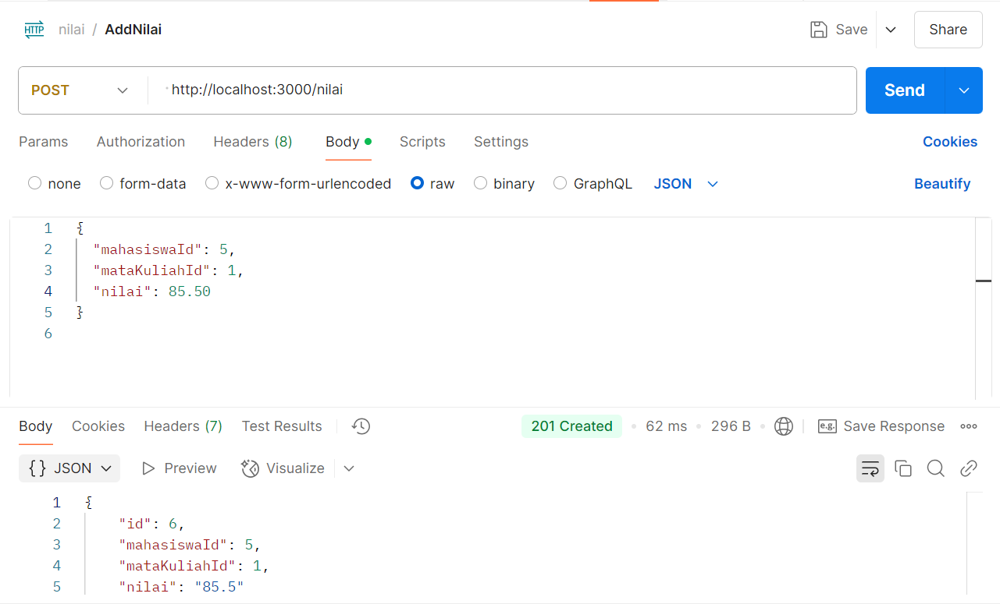 HTTP nilai / AddNilai Save Share
POST http://localhost:3000/nilai Send
Params Authorization Headers (8) Body Scripts Settings Cookies
none form-data x-www-form-urlencoded raw binary GraphQL JSON Beautify
1 {
2 "mahasiswaId": 5,
3 "mataKuliahId": 1,
4 "nilai": 85.50
5 }
6
Body Cookies Headers (7) Test Results 201 Created 62 ms 296 B e.g. Save Response
{} JSON Preview Visualize
1 {
2 "id": 6,
3 "mahasiswaId": 5,
4 "mataKuliahId": 1,
5 "nilai": "85.5"